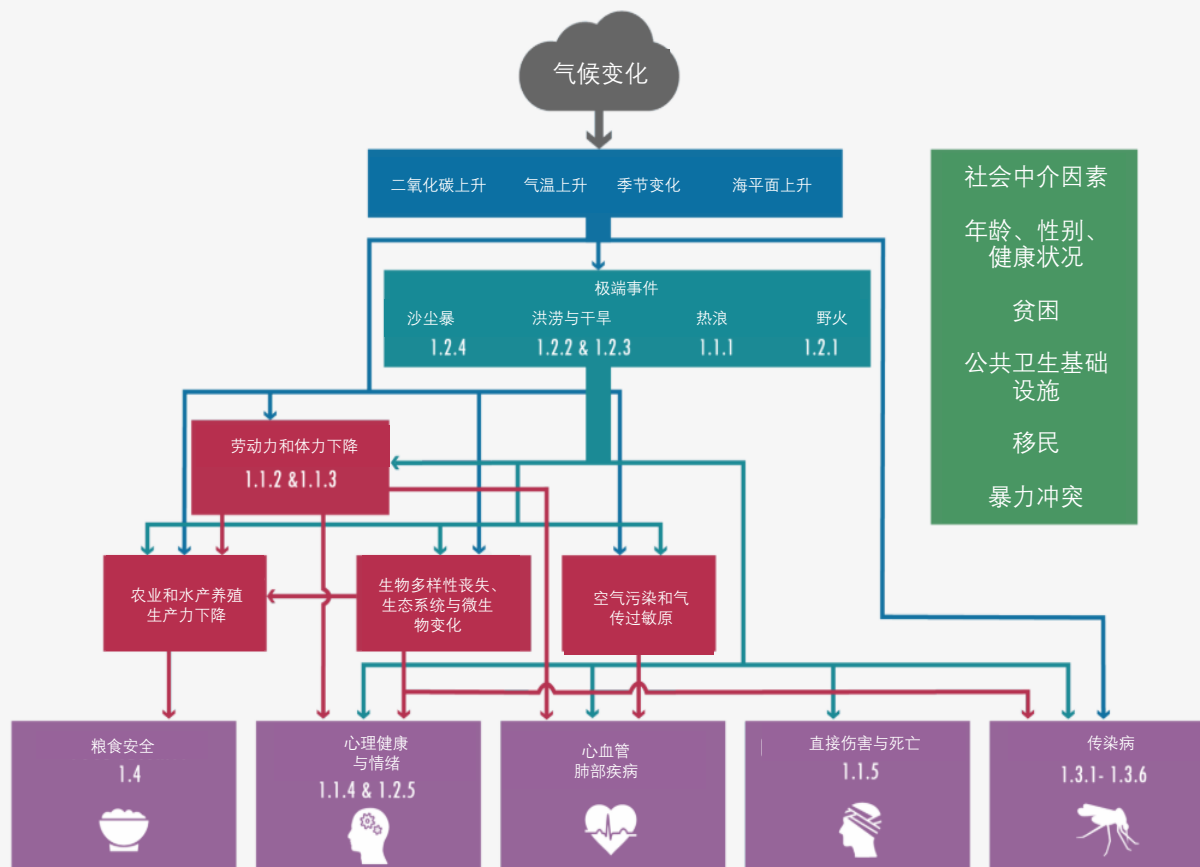 气候变化
二氧化碳上升 气温上升 季节变化 海平面上升
社会中介因素
年龄、性别、
健康状况
贫困
公共卫生基础
设施
移民
暴力冲突
极端事件
沙尘暴 洪涝与干旱 热浪 野火
1.2.4 1.2.2 & 1.2.3 1.1.1 1.2.1
劳动力和体力下降
1.1.2 &1.1.3
农业和水产养殖
生产力下降
生物多样性丧失、
生态系统与微生
物变化
空气污染和气
传过敏原
粮食安全
1.4
心理健康
与情绪
1.1.4 & 1.2.5
心血管
肺部疾病
直接伤害与死亡
1.1.5
传染病
1.3.1- 1.3.6